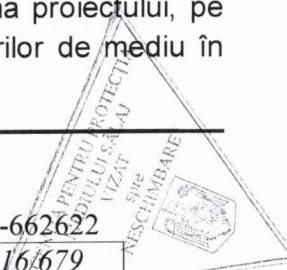 na proiectului, pe
rilor de mediu în
PENTRU PROTECȚIA
MEDIULUI SĂLAJ
VIZAT
spre
NESCHIMBARE
-662622
16/679